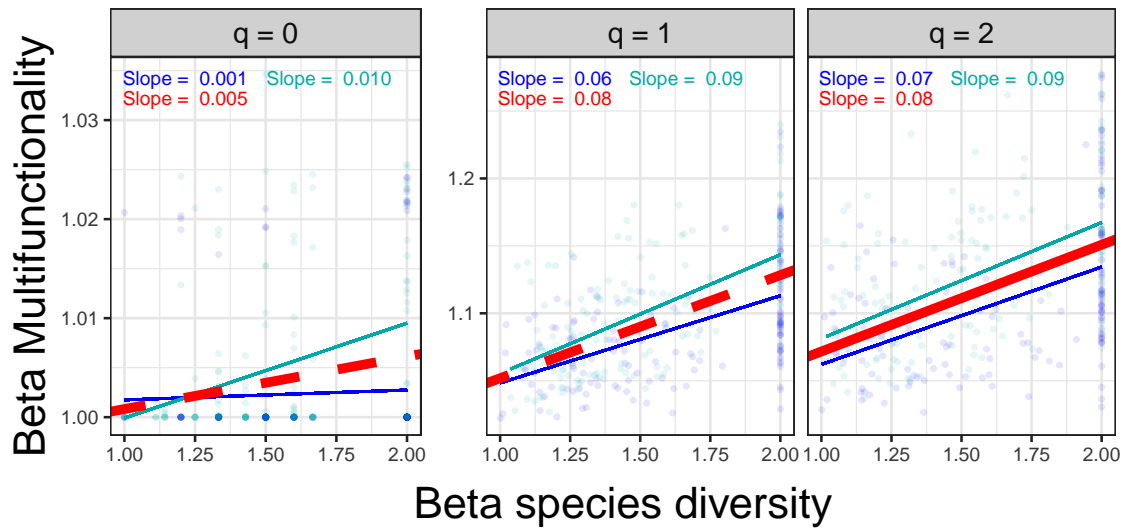 q = 0
q = 1
q = 2
Slope = 0.001 Slope = 0.010
Slope = 0.005
Slope = 0.06 Slope = 0.09
Slope = 0.08
Slope = 0.07 Slope = 0.09
Slope = 0.08
Beta Multifunctionality
1.03
1.02
1.01
1.00
1.2
1.1
1.00 1.25 1.50 1.75 2.00
1.00 1.25 1.50 1.75 2.00
1.00 1.25 1.50 1.75 2.00
Beta species diversity